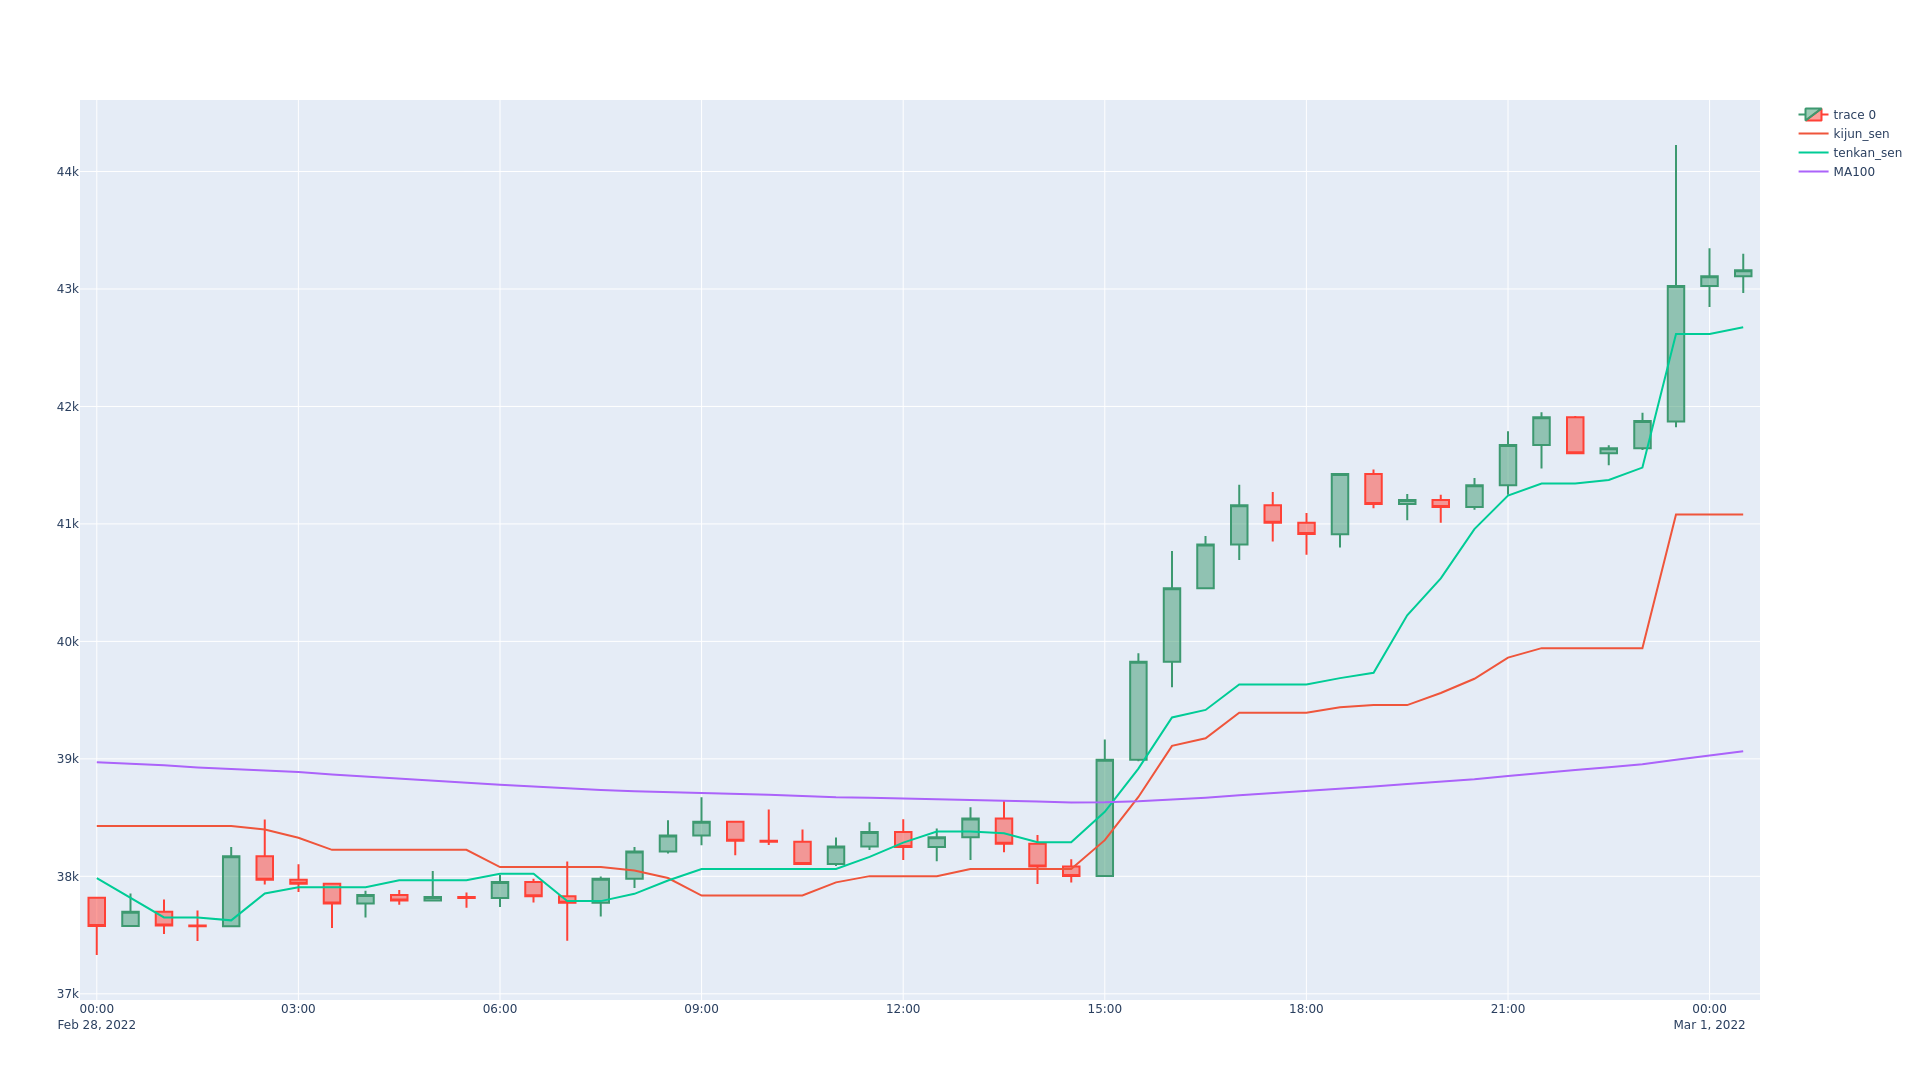 trace 0
kijun_sen
tenkan_sen
MA100
44k
43k
42k
41k
40k
39k
38k
37k
00:00 03:00 06:00 09:00 12:00 15:00 18:00 21:00 00:00
Feb 28, 2022 Mar 1, 2022